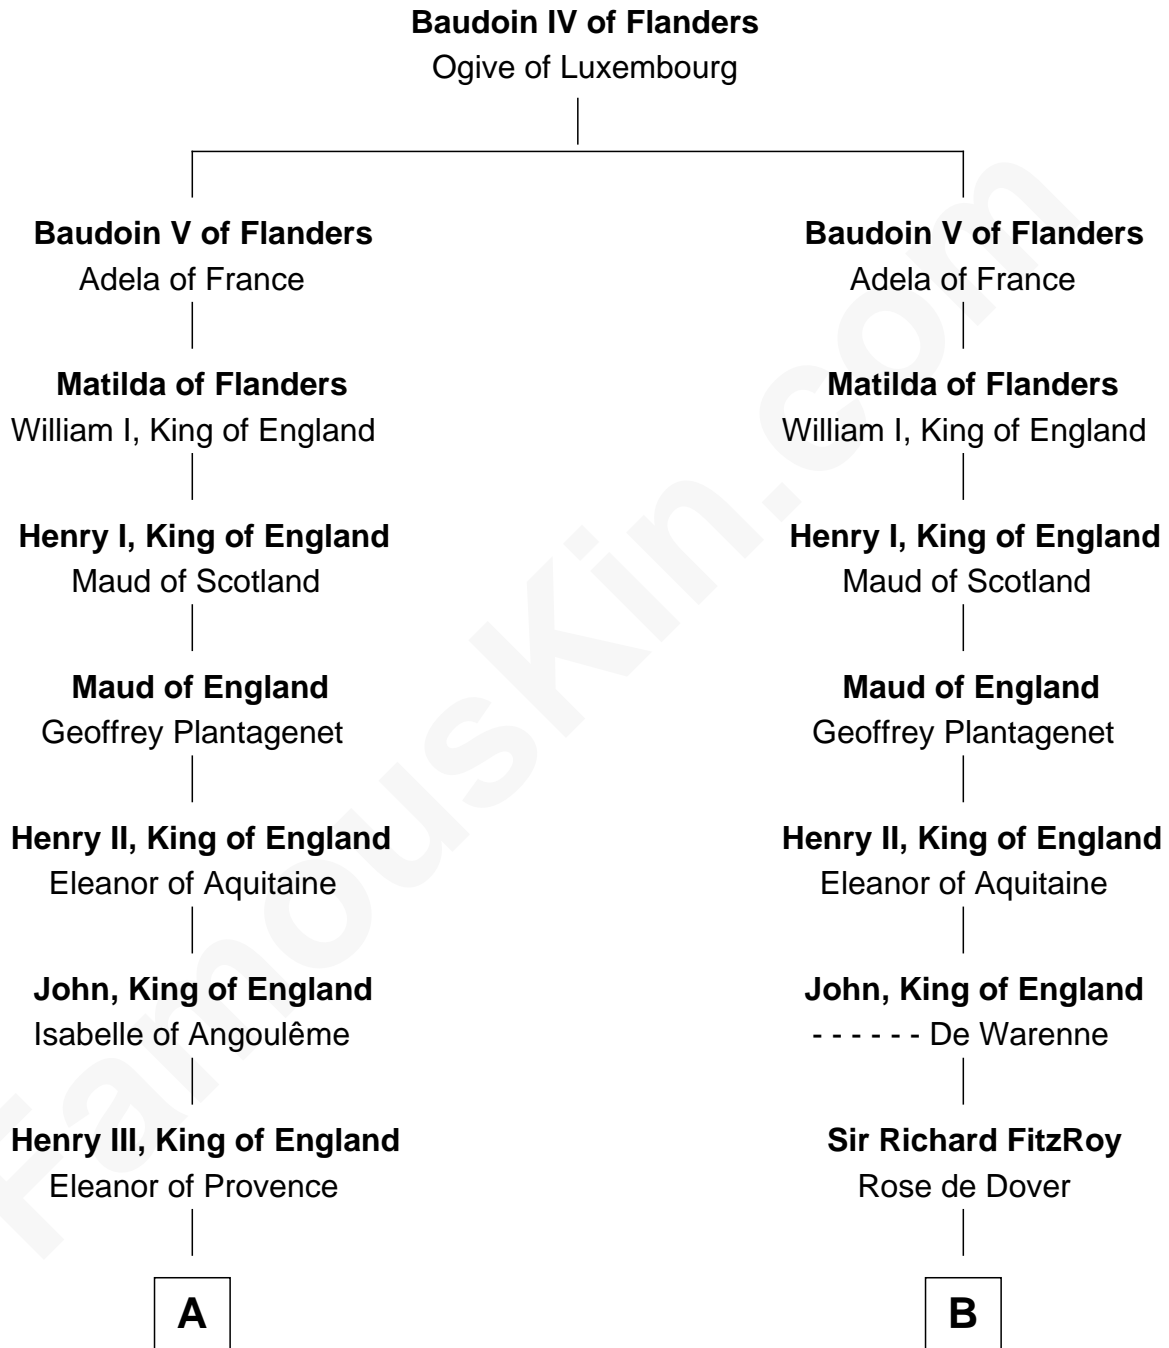 Baudoin IV of Flanders
Ogive of Luxembourg
Baudoin V of Flanders
Adela of France
Matilda of Flanders
William I, King of England
Henry I, King of England
Maud of Scotland
Maud of England
Geoffrey Plantagenet
Henry II, King of England
Eleanor of Aquitaine
John, King of England
Isabelle of Angoulême
Henry III, King of England
Eleanor of Provence
A
Baudoin V of Flanders
Adela of France
Matilda of Flanders
William I, King of England
Henry I, King of England
Maud of Scotland
Maud of England
Geoffrey Plantagenet
Henry II, King of England
Eleanor of Aquitaine
John, King of England
- - - - - - De Warenne
Sir Richard FitzRoy
Rose de Dover
B
FamousKin.com